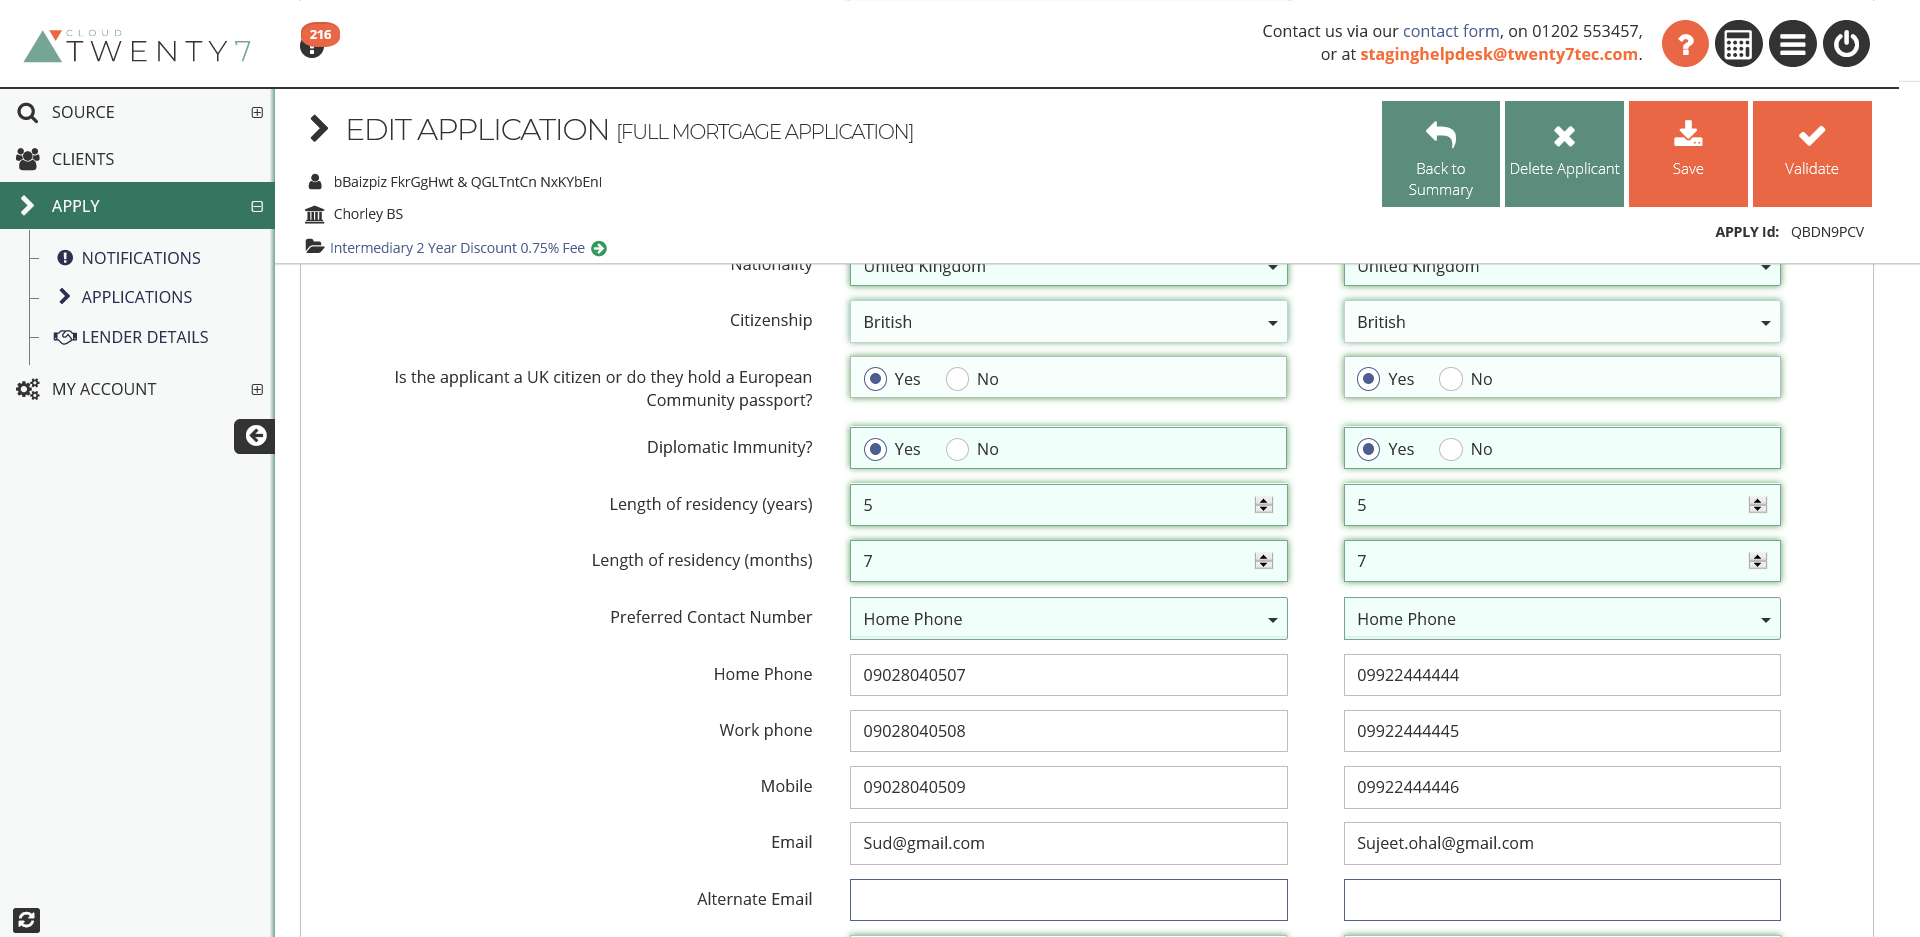 CLOUD
TWENTY 7
216
Contact us via our contact form, on 01202 553457,
or at staginghelpdesk@twenty7tec.com.
SOURCE
CLIENTS
APPLY
NOTIFICATIONS
APPLICATIONS
LENDER DETAILS
MY ACCOUNT
EDIT APPLICATION [FULL MORTGAGE APPLICATION]
bBaizpiz FkrGgHwt & QGLTntCn NxKYbEnI
Chorley BS
Intermediary 2 Year Discount 0.75% Fee
Back to
Summary
Delete Applicant
Save
Validate
APPLY Id: QBDN9PCV
Nationality United Kingdom United Kingdom
Citizenship British British
Is the applicant a UK citizen or do they hold a European
Community passport?
Yes No Yes No
Diplomatic Immunity? Yes No Yes No
Length of residency (years) 5 5
Length of residency (months) 7 7
Preferred Contact Number Home Phone Home Phone
Home Phone 09028040507 09922444444
Work phone 09028040508 09922444445
Mobile 09028040509 09922444446
Email Sud@gmail.com Sujeet.ohal@gmail.com
Alternate Email